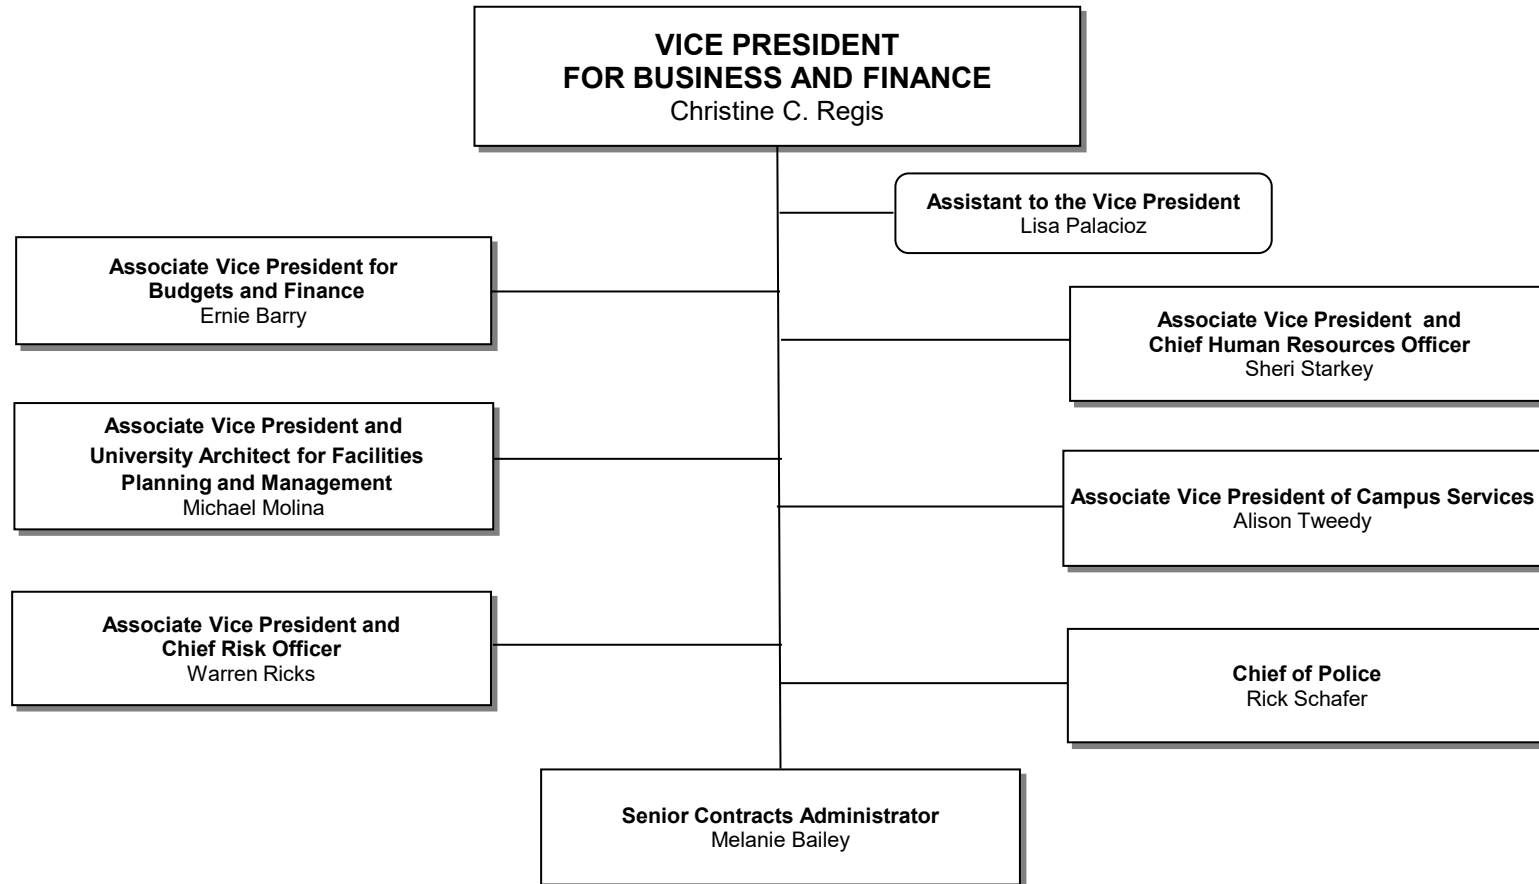 VICE PRESIDENT
FOR BUSINESS AND FINANCE
Christine C. Regis
Assistant to the Vice President
Lisa Palacioz
Associate Vice President for
Budgets and Finance
Ernie Barry
Associate Vice President and
Chief Human Resources Officer
Sheri Starkey
Associate Vice President and
University Architect for Facilities
Planning and Management
Michael Molina
Associate Vice President of Campus Services
Alison Tweedy
Associate Vice President and
Chief Risk Officer
Warren Ricks
Chief of Police
Rick Schafer
Senior Contracts Administrator
Melanie Bailey